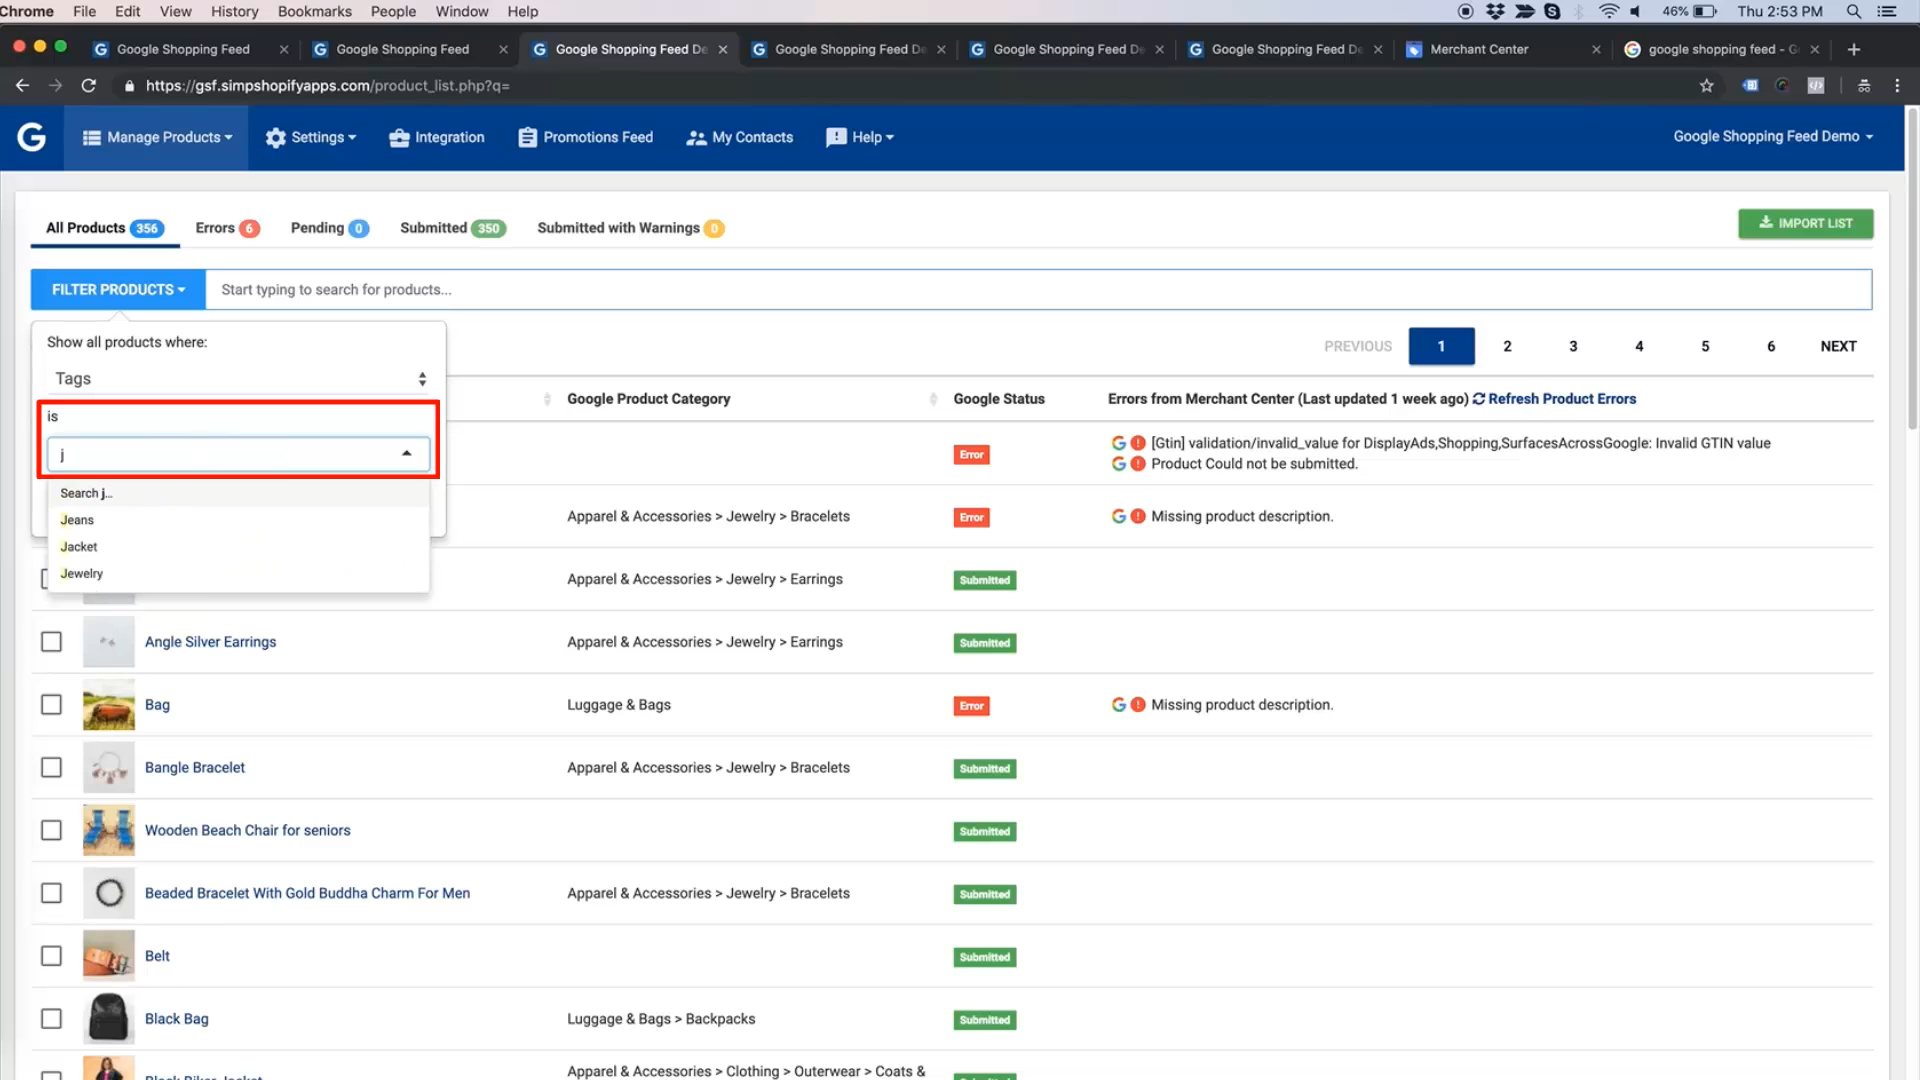 Chrome File Edit View History Bookmarks People Window Help 46% Thu 2:53 PM
Google Shopping Feed Google Shopping Feed Google Shopping Feed De Google Shopping Feed De Google Shopping Feed De Google Shopping Feed De Merchant Center google shopping feed - G
https://gsf.simpshopifyapps.com/product_list.php?q=
G Manage Products Settings Integration Promotions Feed My Contacts Help Google Shopping Feed Demo
All Products 356 Errors 6 Pending 0 Submitted 350 Submitted with Warnings 0 IMPORT LIST
FILTER PRODUCTS Start typing to search for products...
Show all products where:
PREVIOUS 1 2 3 4 5 6 NEXT
Tags
Google Product Category Google Status Errors from Merchant Center (Last updated 1 week ago) Refresh Product Errors
is
j
Search j...
Jeans
Jacket
Jewelry
Error [Gtin] validation/invalid_value for DisplayAds,Shopping,SurfacesAcrossGoogle: Invalid GTIN value
Product Could not be submitted.
Apparel & Accessories > Jewelry > Bracelets Error Missing product description.
Apparel & Accessories > Jewelry > Earrings Submitted
Angle Silver Earrings Apparel & Accessories > Jewelry > Earrings Submitted
Bag Luggage & Bags Error Missing product description.
Bangle Bracelet Apparel & Accessories > Jewelry > Bracelets Submitted
Wooden Beach Chair for seniors Submitted
Beaded Bracelet With Gold Buddha Charm For Men Apparel & Accessories > Jewelry > Bracelets Submitted
Belt Submitted
Black Bag Luggage & Bags > Backpacks Submitted
Apparel & Accessories > Clothing > Outerwear > Coats &